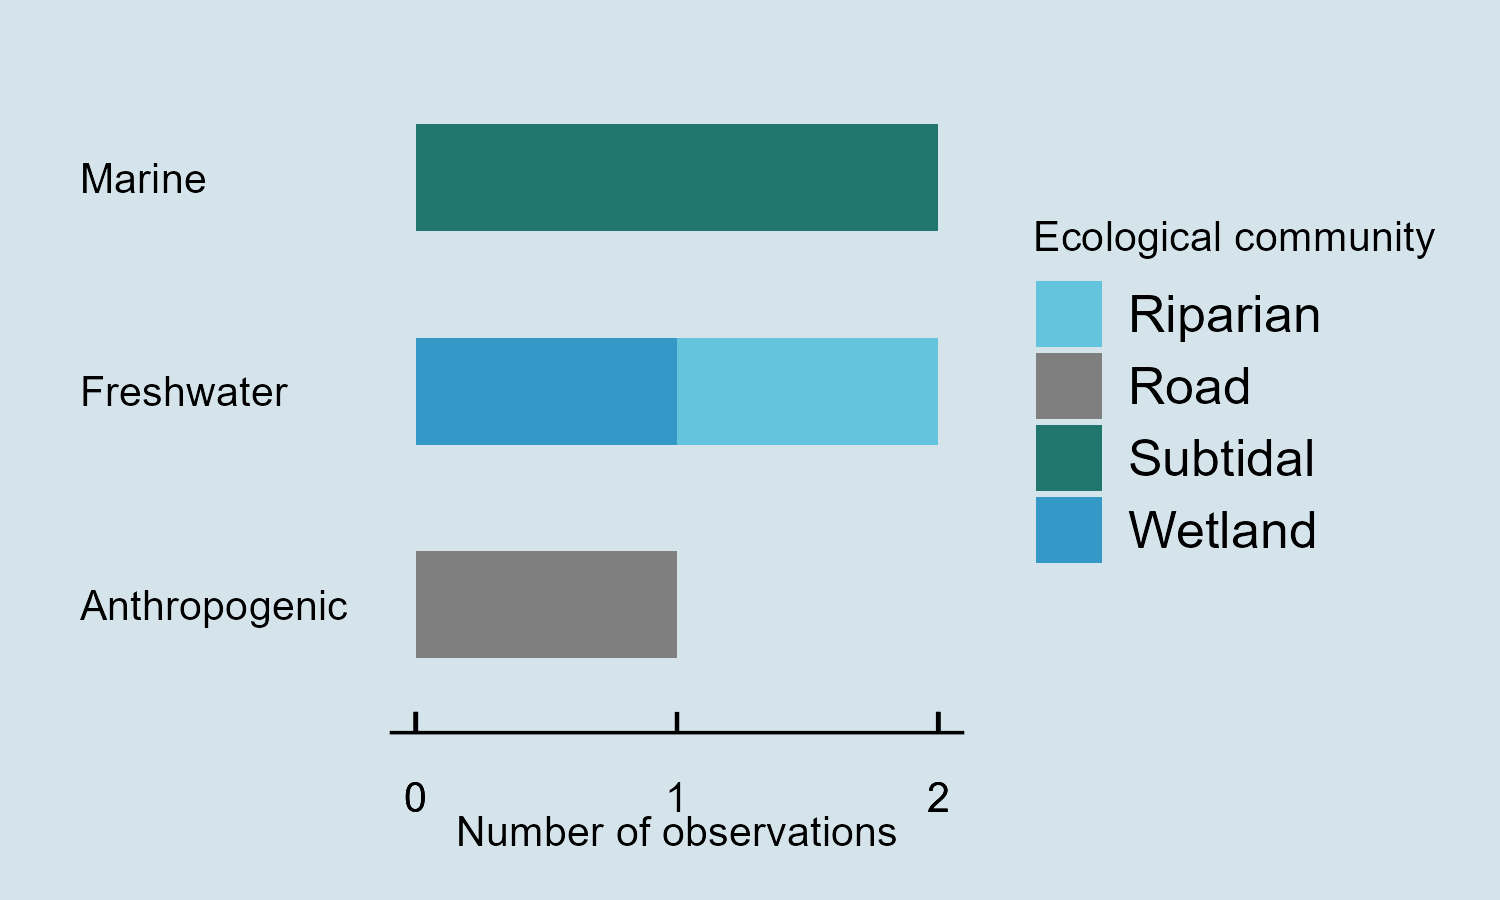 Marine
Freshwater
Anthropogenic
0 1 2
Number of observations
Ecological community
Riparian
Road
Subtidal
Wetland